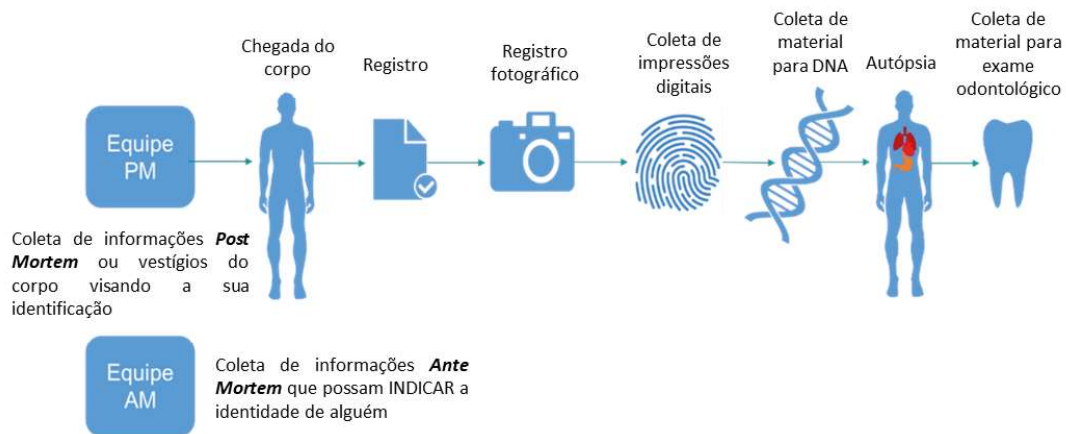 Chegada do
corpo
Registro
Registro
fotográfico
Coleta de
impressões
digitais
Coleta de
material
para DNA
Autópsia
Coleta de
material para
exame
odontológico
Equipe
PM
Coleta de informações Post
Mortem ou vestígios do
corpo visando a sua
identificação
Equipe
AM
Coleta de informações Ante
Mortem que possam INDICAR a
identidade de alguém